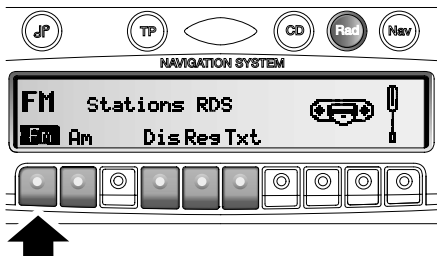 TP CD Rad Nav
NAVIGATION SYSTEM
FM Stations RDS
Fm Am Dis Reg Txt